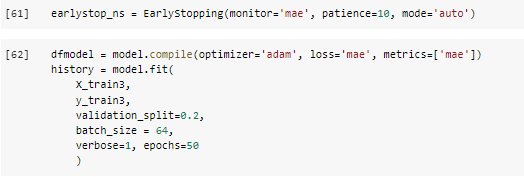 [61] earlystop_ns = EarlyStopping(monitor='mae', patience=10, mode='auto')
[62] dfmodel = model.compile(optimizer='adam', loss='mae', metrics=['mae'])
history = model.fit(
X_train3,
y_train3,
validation_split=0.2,
batch_size = 64,
verbose=1, epochs=50
)